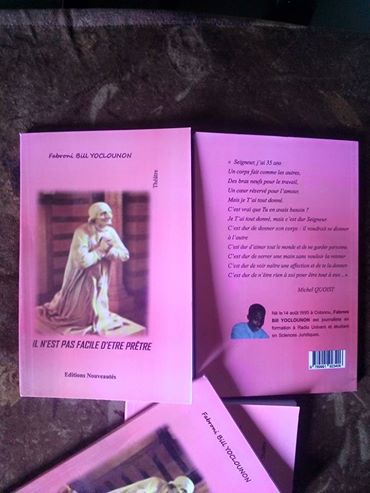 Fabroni Bill YOCLOUNON
Théâtre
IL N'EST PAS FACILE D'ETRE PRÊTRE
Editions Nouveautés
« Seigneur, j'ai 35 ans
Un corps fait comme les autres,
Des bras neufs pour le travail,
Un cœur réservé pour l'amour,
Mais je T'ai tout donné.
C'est vrai que Tu en avais besoin ?
Je T'ai tout donné, mais c'est dur Seigneur
C'est dur de donner son corps : il voudrait se donner
à l'autre
C'est dur d'aimer tout le monde et de ne garder personne.
C'est dur de serrer une main sans vouloir la retenir
C'est dur de voir naître une affection et de te la donner
C'est dur de n'être rien à soi pour être tout à eux... »
Michel QUOIST
Né le 14 août 1995 à Cotonou, Fabroni
Bill YOCLOUNON est journaliste de
formation à Radio Univers et étudiant
en Sciences Juridiques.
Fabroni Bill YOCLOUNON